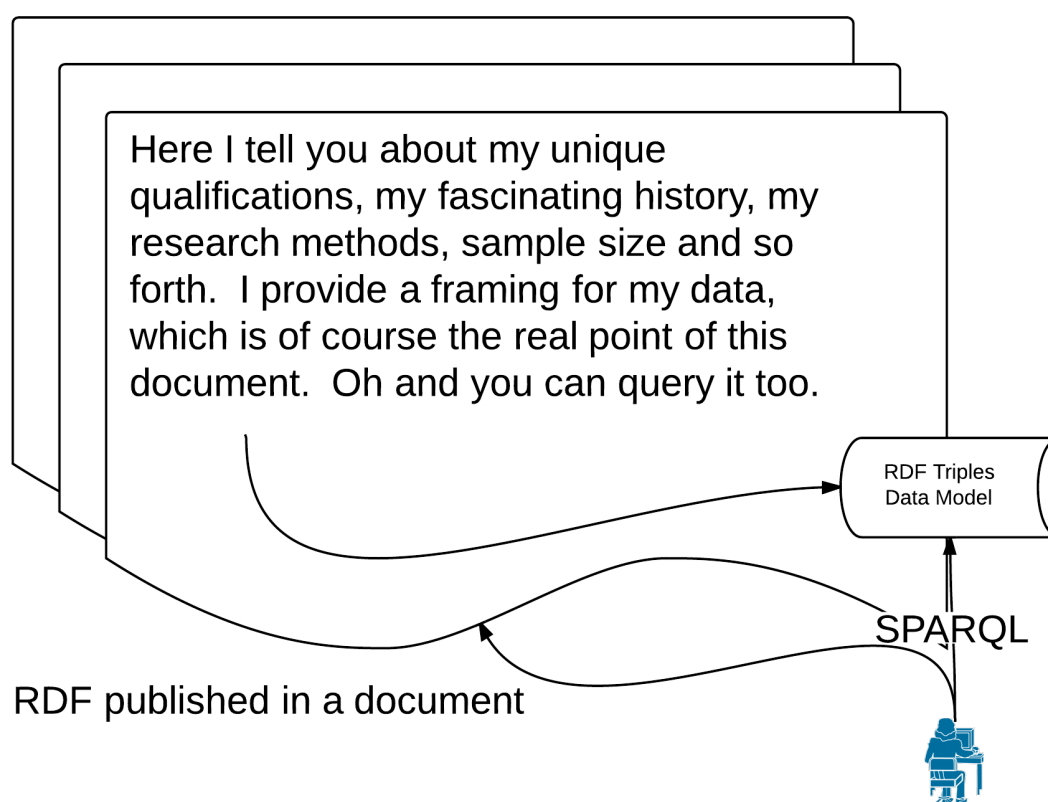 Here I tell you about my unique
qualifications, my fascinating history, my
research methods, sample size and so
forth.  I provide a framing for my data,
which is of course the real point of this
document.  Oh and you can query it too.
RDF Triples
Data Model
SPARQL
RDF published in a document